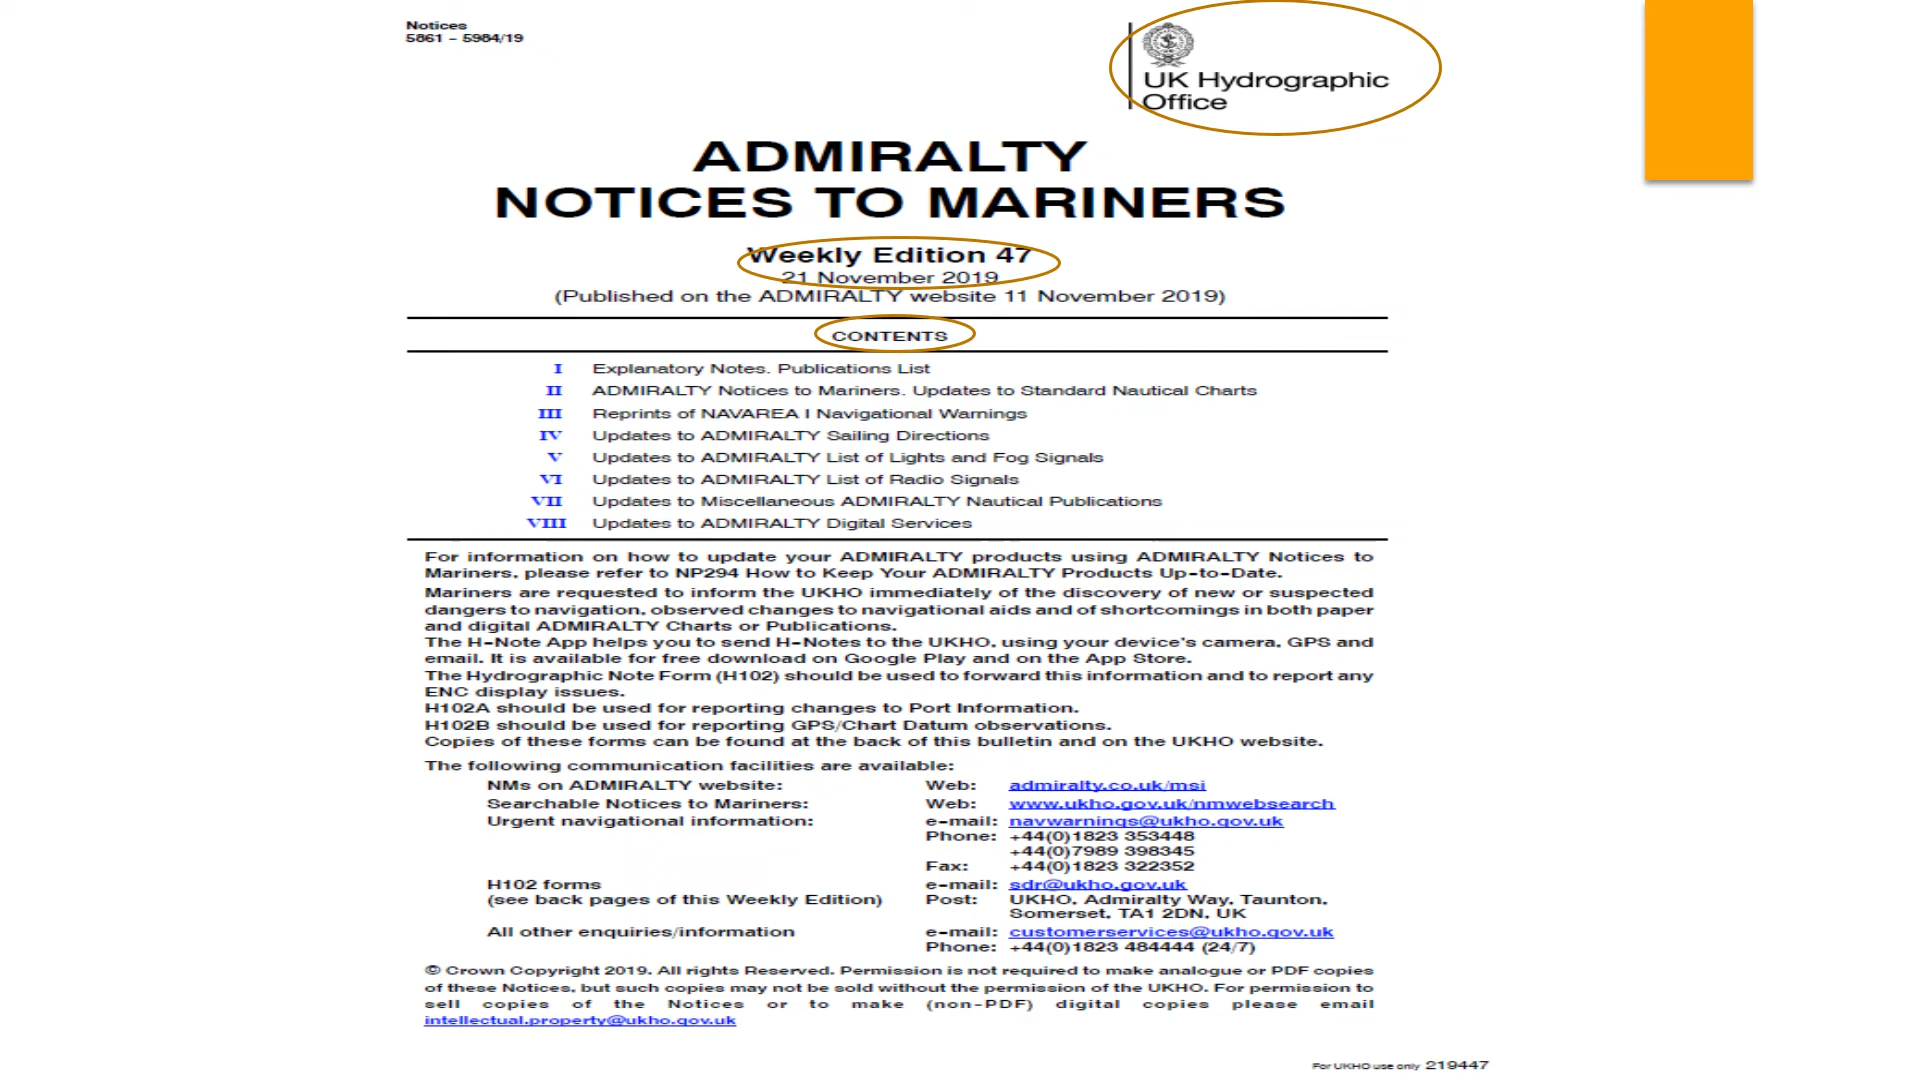 Notices
5861 - 5984/19
UK Hydrographic
Office
ADMIRALTY
NOTICES TO MARINERS
Weekly Edition 47
21 November 2019
(Published on the ADMIRALTY website 11 November 2019)
CONTENTS
I Explanatory Notes. Publications List
II ADMIRALTY Notices to Mariners. Updates to Standard Nautical Charts
III Reprints of NAVAREA I Navigational Warnings
IV Updates to ADMIRALTY Sailing Directions
V Updates to ADMIRALTY List of Lights and Fog Signals
VI Updates to ADMIRALTY List of Radio Signals
VII Updates to Miscellaneous ADMIRALTY Nautical Publications
VIII Updates to ADMIRALTY Digital Services
For information on how to update your ADMIRALTY products using ADMIRALTY Notices to
Mariners, please refer to NP294 How to Keep Your ADMIRALTY Products Up-to-Date.
Mariners are requested to inform the UKHO immediately of the discovery of new or suspected
dangers to navigation, observed changes to navigational aids and of shortcomings in both paper
and digital ADMIRALTY Charts or Publications.
The H-Note App helps you to send H-Notes to the UKHO, using your device's camera, GPS and
email. It is available for free download on Google Play and on the App Store.
The Hydrographic Note Form (H102) should be used to forward this information and to report any
ENC display issues.
H102A should be used for reporting changes to Port Information.
H102B should be used for reporting GPS/Chart Datum observations.
Copies of these forms can be found at the back of this bulletin and on the UKHO website.
The following communication facilities are available:
NMs on ADMIRALTY website: Web: admiralty.co.uk/msi
Searchable Notices to Mariners: Web: www.ukho.gov.uk/nmwebsearch
Urgent navigational information: e-mail: navwarnings@ukho.gov.uk
Phone: +44(0)1823 353448
+44(0)7989 398345
Fax: +44(0)1823 322352
H102 forms e-mail: sdr@ukho.gov.uk
(see back pages of this Weekly Edition) Post: UKHO, Admiralty Way, Taunton,
Somerset, TA1 2DN, UK
All other enquiries/information e-mail: customerservices@ukho.gov.uk
Phone: +44(0)1823 484444 (24/7)
© Crown Copyright 2019. All rights Reserved. Permission is not required to make analogue or PDF copies
of these Notices, but such copies may not be sold without the permission of the UKHO. For permission to
sell copies of the Notices or to make (non-PDF) digital copies please email
intellectual.property@ukho.gov.uk
For UKHO use only 219447